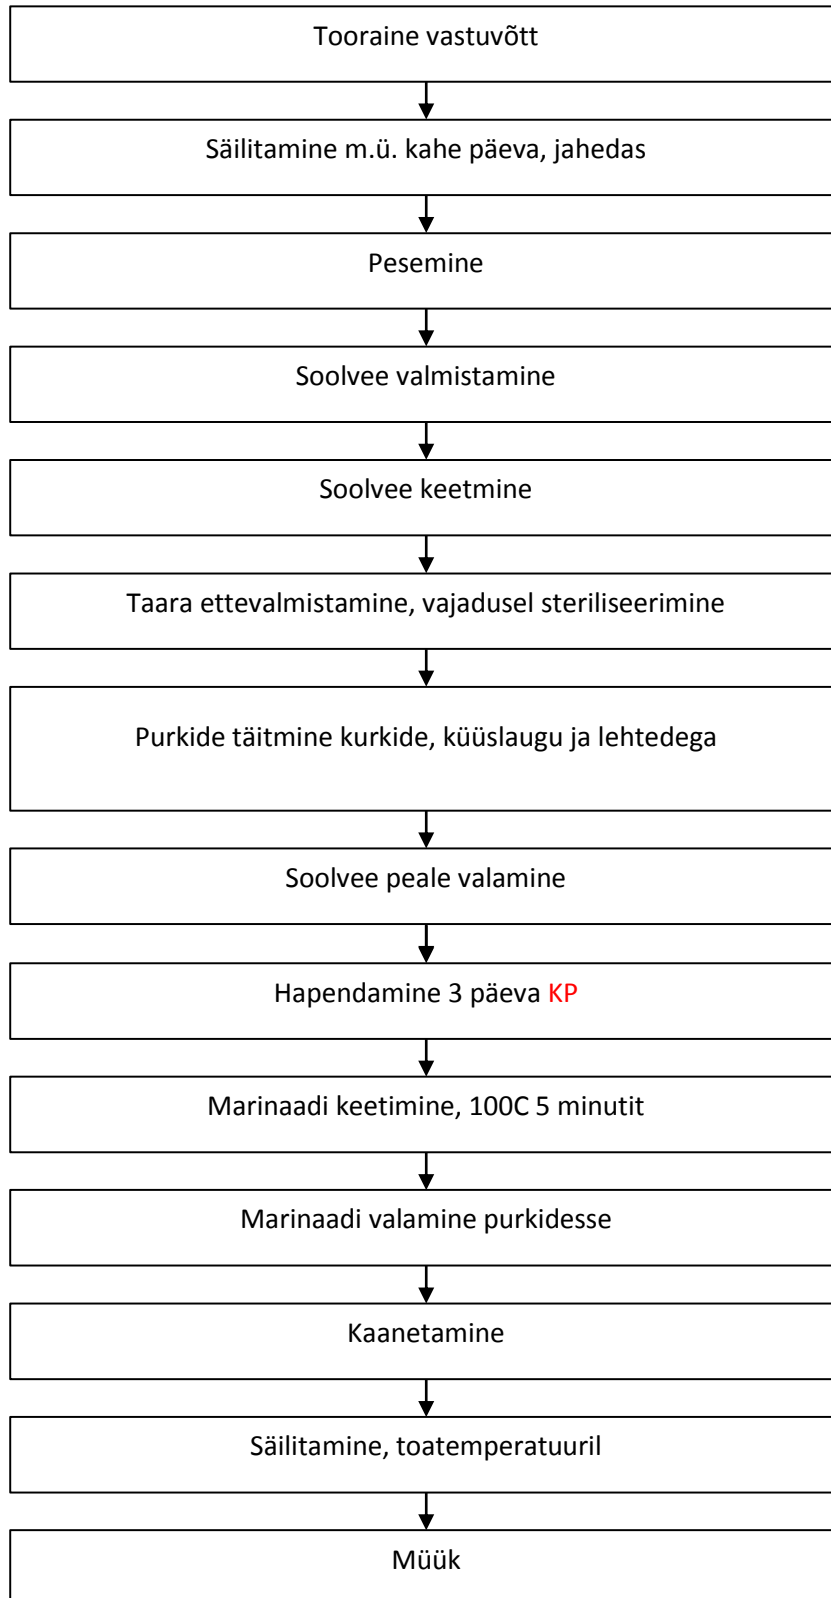 Tooraine vastuvõtt
Säilitamine m.ü. kahe päeva, jahedas
Pesemine
Soolvee valmistamine
Soolvee keetmine
Taara ettevalmistamine, vajadusel steriliseerimine
Purkide täitmine kurkide, küüslaugu ja lehtedega
Soolvee peale valamine
Hapendamine 3 päeva KP
Marinaadi keetimine, 100C 5 minutit
Marinaadi valamine purkidesse
Kaanetamine
Säilitamine, toatemperatuuril
Müük